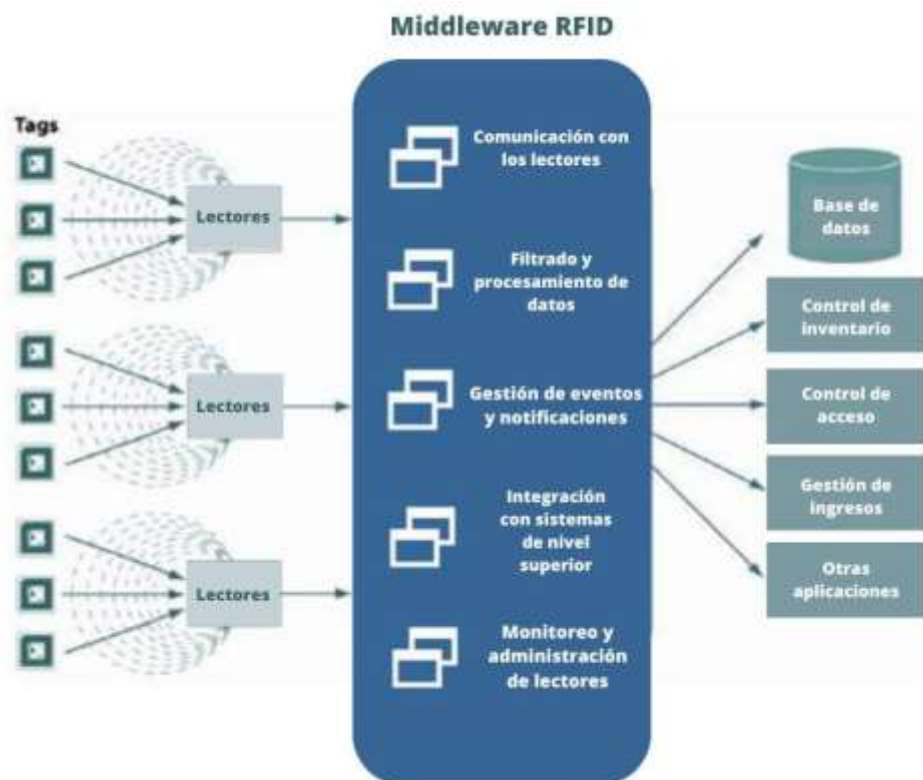 Middleware RFID
Tags
Lectores
Lectores
Lectores
Comunicación con
los lectores
Filtrado y
procesamiento de
datos
Gestión de eventos
y notificaciones
Integración
con sistemas
de nivel
superior
Monitoreo y
administración
de lectores
Base de
datos
Control de
inventario
Control de
acceso
Gestión de
ingresos
Otras
aplicaciones